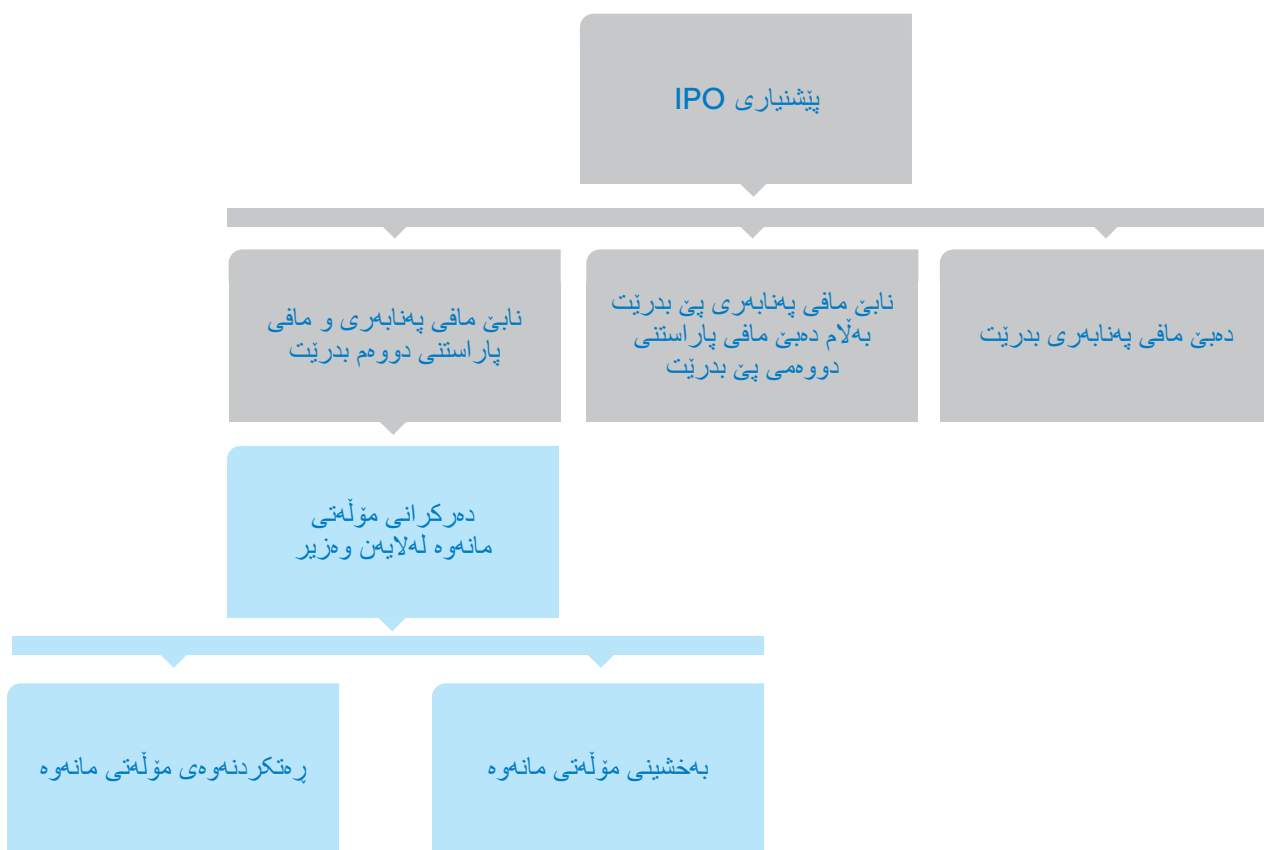 پێشنیاری IPO
دەبێ مافی پەنابەری بدرێت
نابێ مافی پەنابەری پێ بدرێت
بەڵام دەبێ مافی پاراستنی
دووەمی پێ بدرێت
نابێ مافی پەنابەری و مافی
پاراستنی دووەم بدرێت
دەرکرانی مۆڵەتی
مانەوە لەلایەن وەزیر
بەخشینی مۆڵەتی مانەوە
ڕەتکردنەوەی مۆڵەتی مانەوە